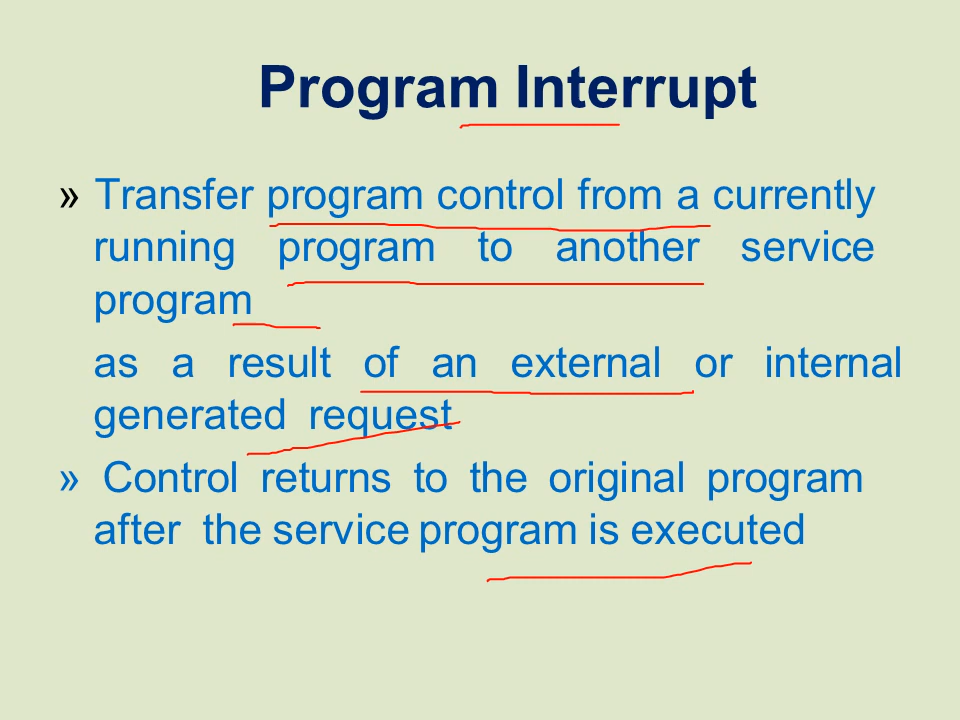 Program Interrupt
» Transfer program control from a currently
running program to another service
program
as a result of an external or internal
generated request
» Control returns to the original program
after the service program is executed